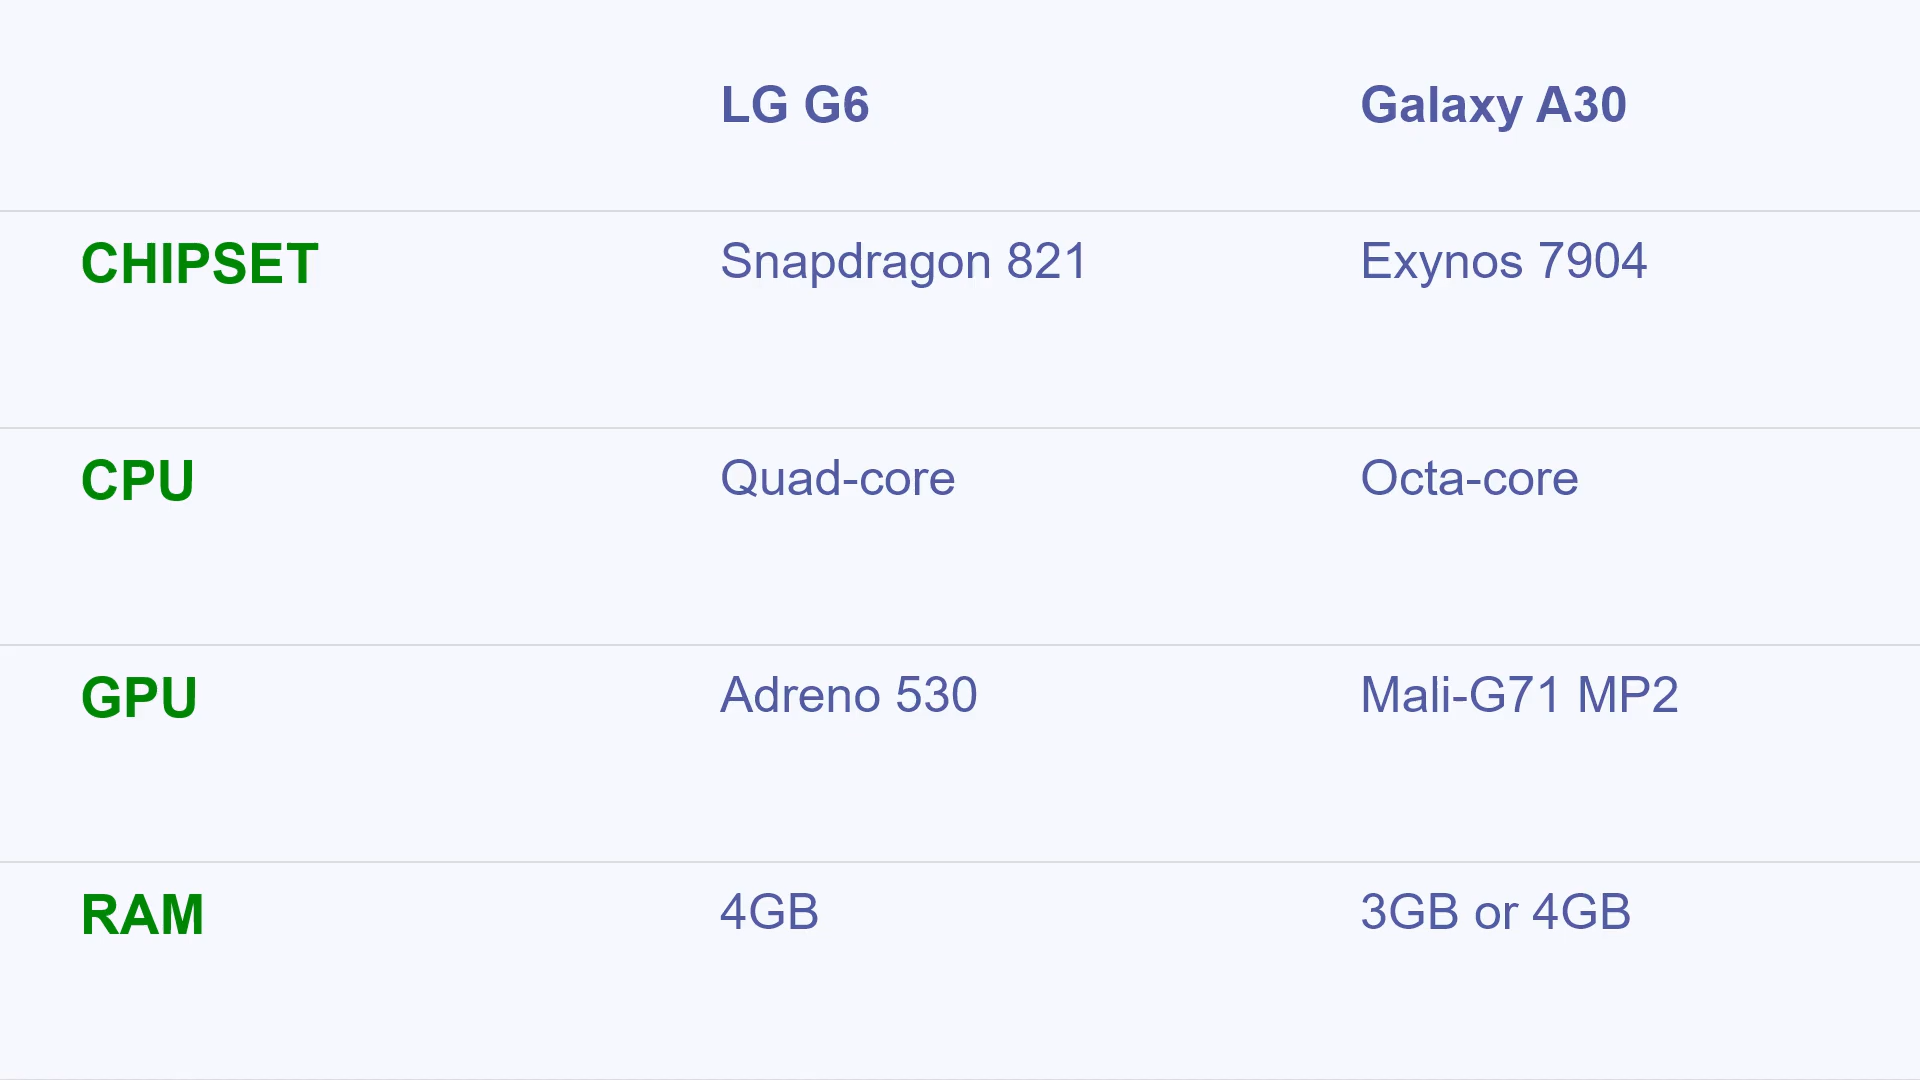 LG G6 Galaxy A30
CHIPSET Snapdragon 821 Exynos 7904
CPU Quad-core Octa-core
GPU Adreno 530 Mali-G71 MP2
RAM 4GB 3GB or 4GB